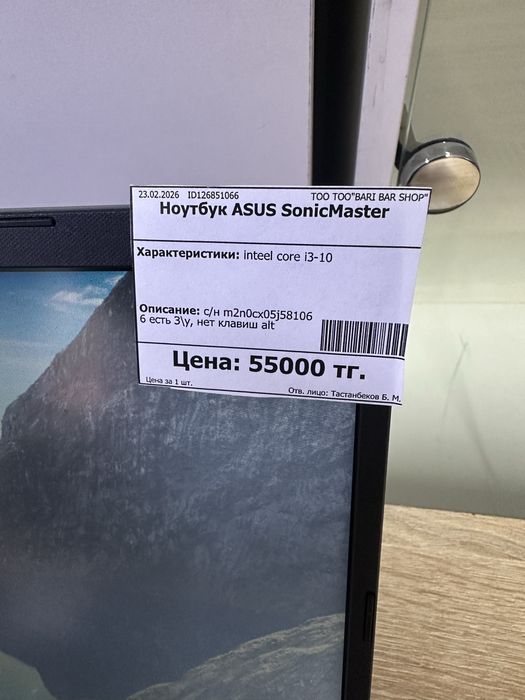 23.02.2026 ID126851066 ТОО ТОО"BARI BAR SHOP"
Ноутбук ASUS SonicMaster
Характеристики: inteel core i3-10
Описание: с/н m2n0cx05j58106
6 есть З\у, нет клавиш alt
Цена: 55000 тг.
Цена за 1 шт.
Отв. лицо: Тастанбеков Б. М.